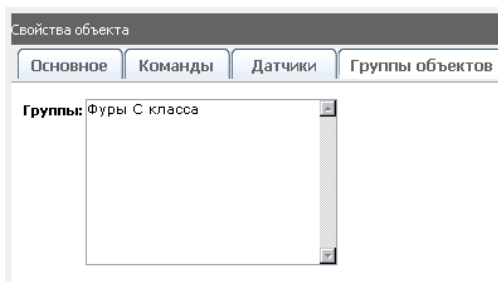 Свойства объекта
Основное Команды Датчики Группы объектов
Группы: Фуры С класса